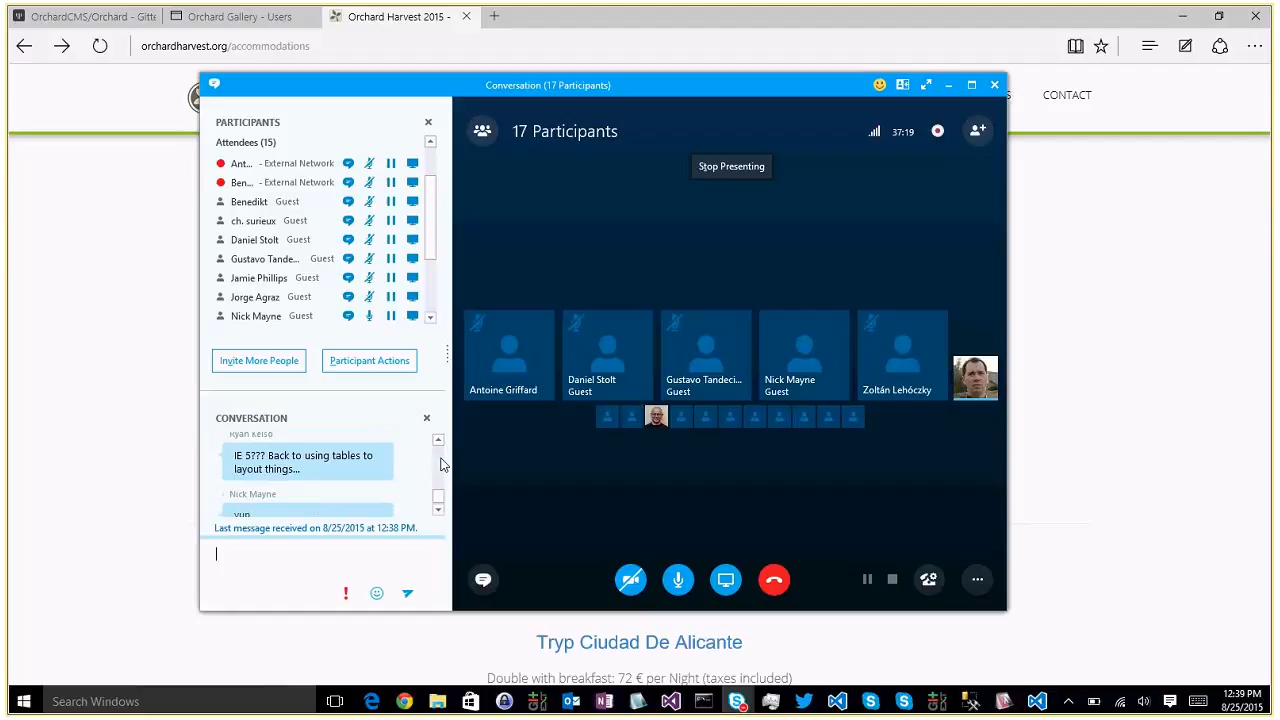 OrchardCMS/Orchard - Gitte
Orchard Gallery - Users
Orchard Harvest 2015 -
orchardharvest.org/accommodations
CONTACT
Conversation (17 Participants)
PARTICIPANTS
Attendees (15)
Ant... - External Network
Ben... - External Network
Benedikt Guest
ch. surieux Guest
Daniel Stolt Guest
Gustavo Tande... Guest
Jamie Phillips Guest
Jorge Agraz Guest
Nick Mayne Guest
Invite More People
Participant Actions
CONVERSATION
Ryan Kelso
IE 5??? Back to using tables to
layout things...
Nick Mayne
yup
Last message received on 8/25/2015 at 12:38 PM.
17 Participants
37:19
Stop Presenting
Antoine Griffard
Daniel Stolt
Guest
Gustavo Tandeci...
Guest
Nick Mayne
Guest
Zoltán Lehóczky
Tryp Ciudad De Alicante
Double with breakfast: 72 € per Night (taxes included)
Search Windows
12:39 PM
8/25/2015